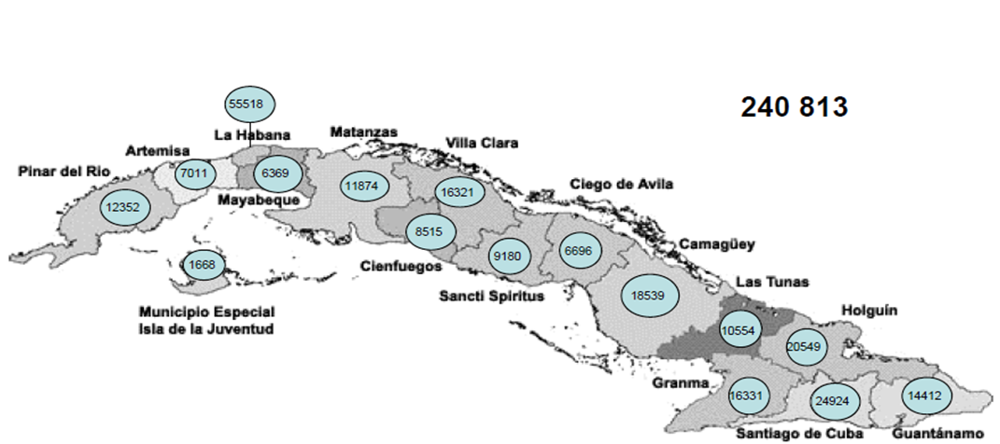 55518
240 813
La Habana
Matanzas
Artemisa
Villa Clara
Pinar del Rio
7011
6369
11874
Ciego de Avila
16321
Mayabeque
12352
8515
Camagüey
6696
9180
1668
Cienfuegos
Las Tunas
Sancti Spiritus
18539
Municipio Especial
Isla de la Juventud
Holguín
10554
20549
Granma
16331
24924
14412
Santiago de Cuba
Guantánamo